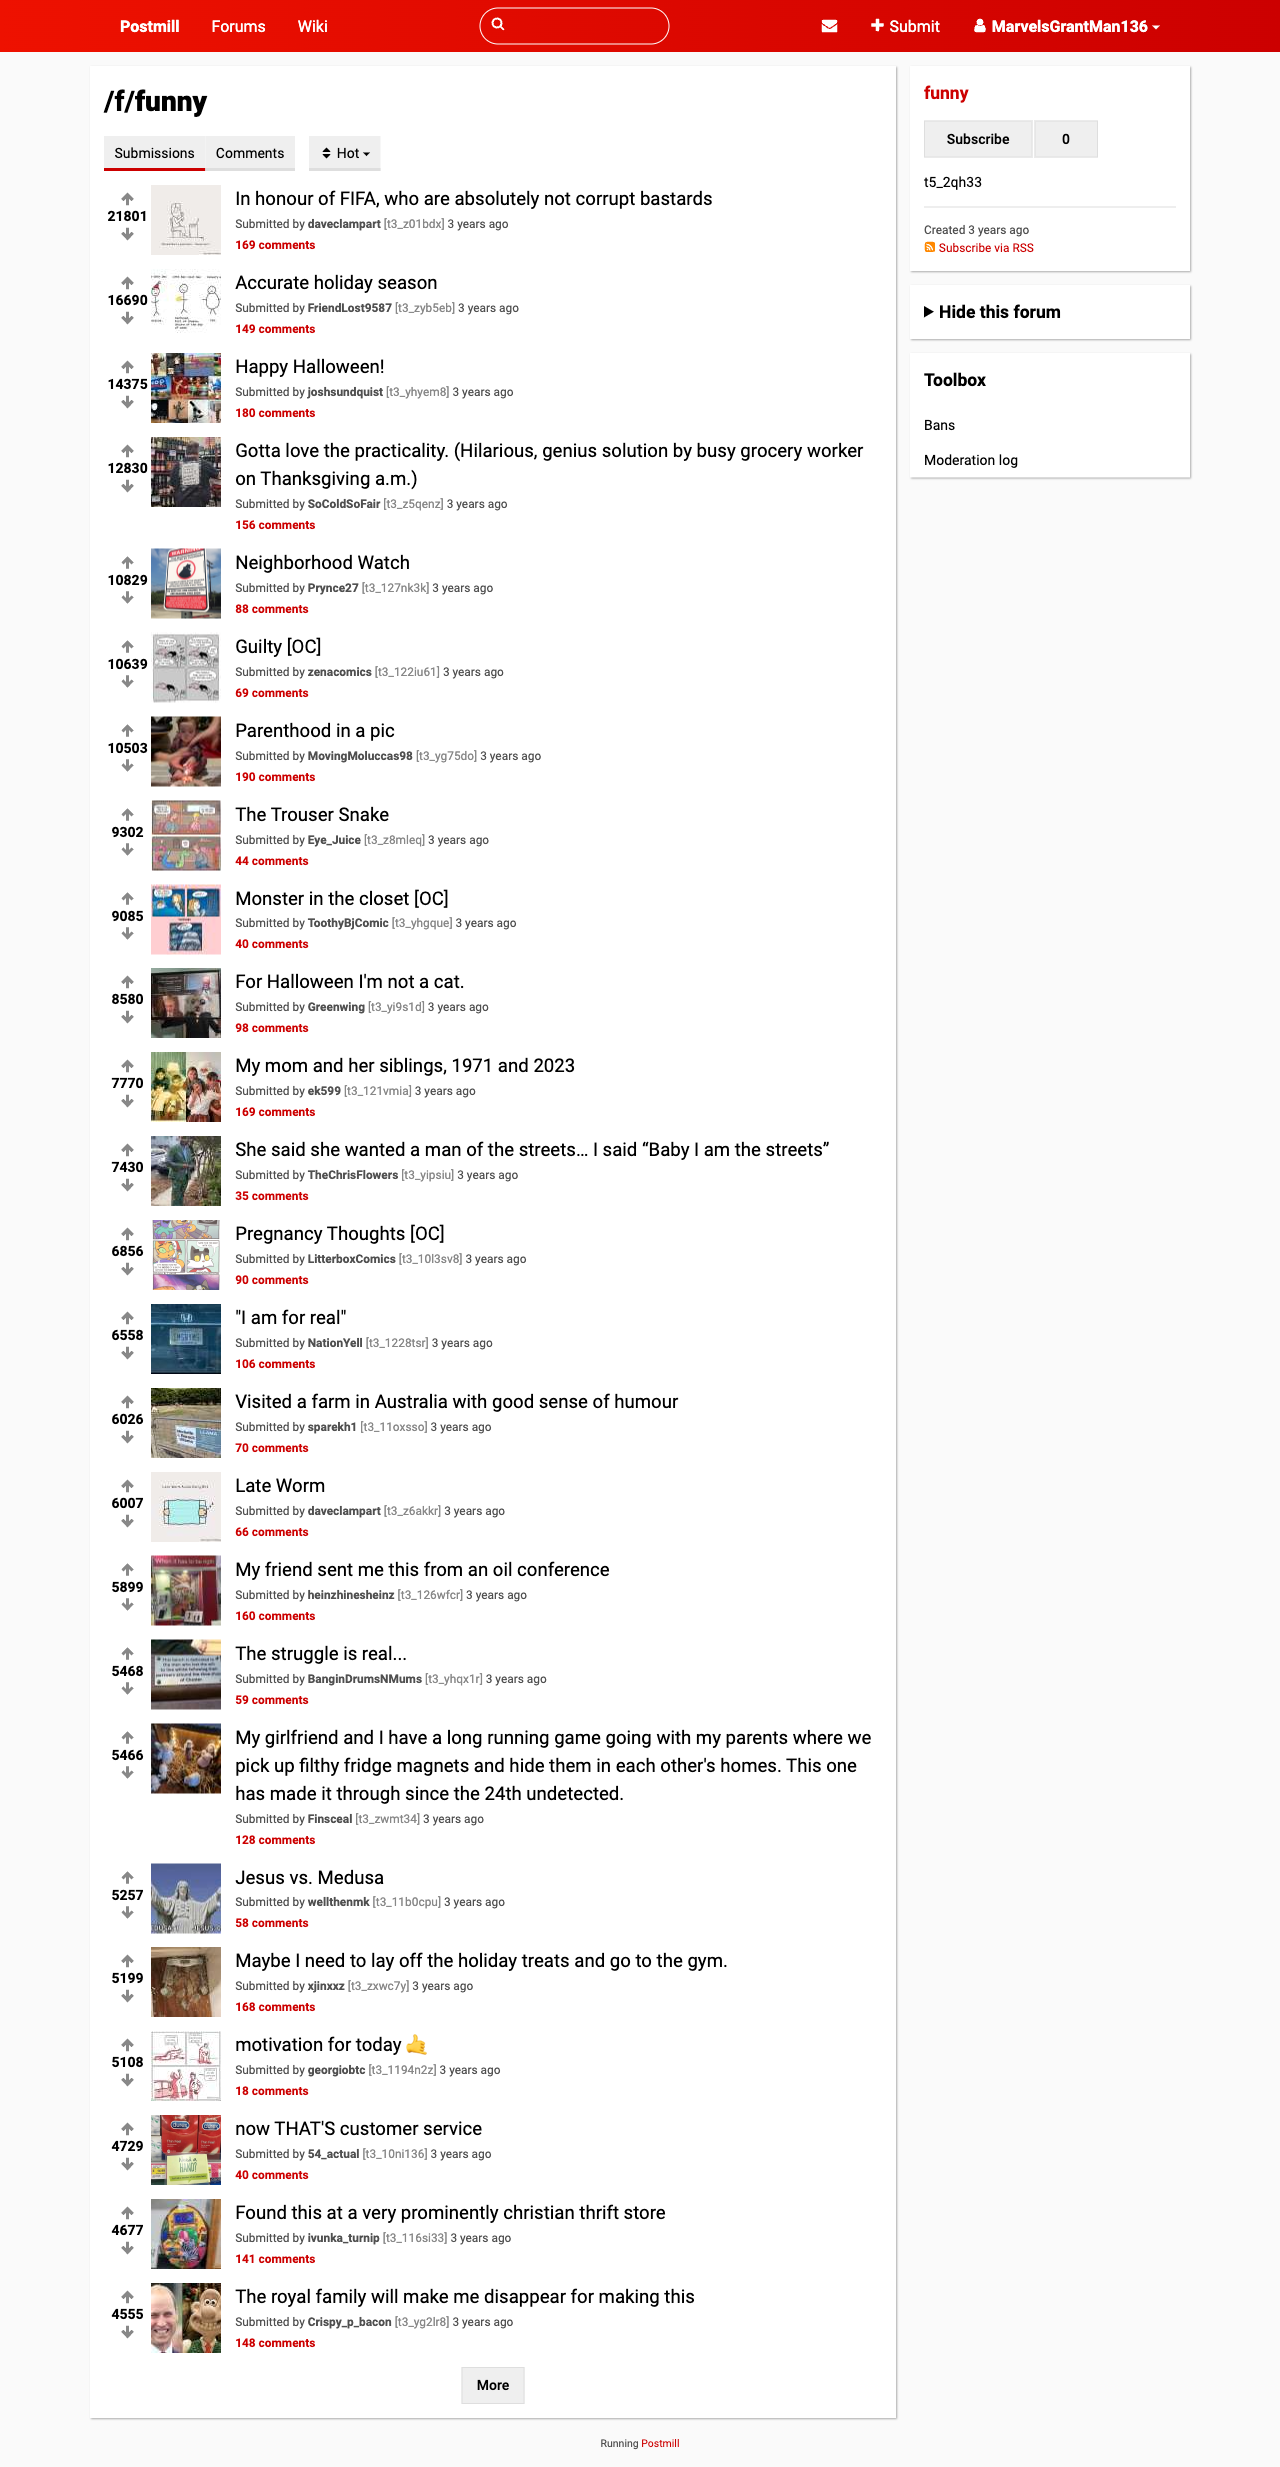 Postmill Forums Wiki Submit MarvelsGrantMan136
/f/funny
Submissions Comments Hot
21801 In honour of FIFA, who are absolutely not corrupt bastards
Submitted by daveclampart [t3_z01bdx] 3 years ago
169 comments
16690 Accurate holiday season
Submitted by FriendLost9587 [t3_zyb5eb] 3 years ago
149 comments
14375 Happy Halloween!
Submitted by joshsundquist [t3_yhyem8] 3 years ago
180 comments
12830 Gotta love the practicality. (Hilarious, genius solution by busy grocery worker
on Thanksgiving a.m.)
Submitted by SoColdSoFair [t3_z5qenz] 3 years ago
156 comments
10829 Neighborhood Watch
Submitted by Prynce27 [t3_127nk3k] 3 years ago
88 comments
10639 Guilty [OC]
Submitted by zenacomics [t3_122iu61] 3 years ago
69 comments
10503 Parenthood in a pic
Submitted by MovingMoluccas98 [t3_yg75do] 3 years ago
190 comments
9302 The Trouser Snake
Submitted by Eye_Juice [t3_z8mleq] 3 years ago
44 comments
9085 Monster in the closet [OC]
Submitted by ToothyBjComic [t3_yhgque] 3 years ago
40 comments
8580 For Halloween I'm not a cat.
Submitted by Greenwing [t3_yi9s1d] 3 years ago
98 comments
7770 My mom and her siblings, 1971 and 2023
Submitted by ek599 [t3_121vmia] 3 years ago
169 comments
7430 She said she wanted a man of the streets... I said “Baby I am the streets”
Submitted by TheChrisFlowers [t3_yipsiu] 3 years ago
35 comments
6856 Pregnancy Thoughts [OC]
Submitted by LitterboxComics [t3_10l3sv8] 3 years ago
90 comments
6558 "I am for real"
Submitted by NationYell [t3_1228tsr] 3 years ago
106 comments
6026 Visited a farm in Australia with good sense of humour
Submitted by sparekh1 [t3_11oxsso] 3 years ago
70 comments
6007 Late Worm
Submitted by daveclampart [t3_z6akkr] 3 years ago
66 comments
5899 My friend sent me this from an oil conference
Submitted by heinzhinesheinz [t3_126wfcr] 3 years ago
160 comments
5468 The struggle is real...
Submitted by BanginDrumsNMums [t3_yhqx1r] 3 years ago
59 comments
5466 My girlfriend and I have a long running game going with my parents where we
pick up filthy fridge magnets and hide them in each other's homes. This one
has made it through since the 24th undetected.
Submitted by Finsceal [t3_zwmt34] 3 years ago
128 comments
5257 Jesus vs. Medusa
Submitted by wellthenmk [t3_11b0cpu] 3 years ago
58 comments
5199 Maybe I need to lay off the holiday treats and go to the gym.
Submitted by xjinxxz [t3_zxwc7y] 3 years ago
168 comments
5108 motivation for today 🤙
Submitted by georgiobtc [t3_1194n2z] 3 years ago
18 comments
4729 now THAT'S customer service
Submitted by 54_actual [t3_10ni136] 3 years ago
40 comments
4677 Found this at a very prominently christian thrift store
Submitted by ivunka_turnip [t3_116si33] 3 years ago
141 comments
4555 The royal family will make me disappear for making this
Submitted by Crispy_p_bacon [t3_yg2lr8] 3 years ago
148 comments
More
funny
Subscribe 0
t5_2qh33
Created 3 years ago
Subscribe via RSS
Hide this forum
Toolbox
Bans
Moderation log
Running Postmill